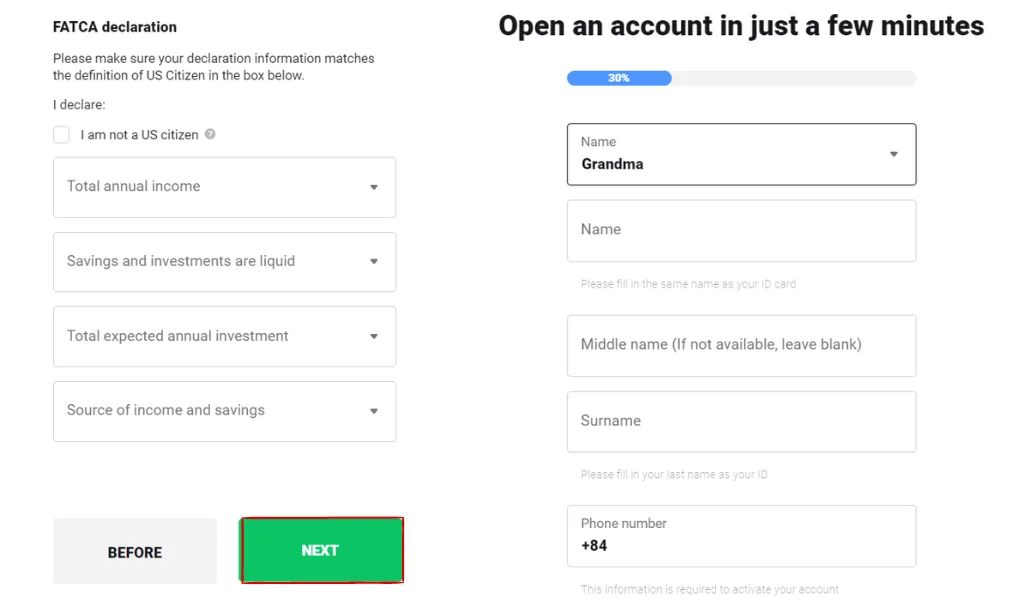 FATCA declaration
Please make sure your declaration information matches
the definition of US Citizen in the box below.
I declare:
I am not a US citizen ?
Total annual income
Savings and investments are liquid
Total expected annual investment
Source of income and savings
BEFORE
NEXT
Open an account in just a few minutes
30%
Name
Grandma
Name
Please fill in the same name as your ID card
Middle name (If not available, leave blank)
Surname
Please fill in your last name as your ID
Phone number
+84
This information is required to activate your account